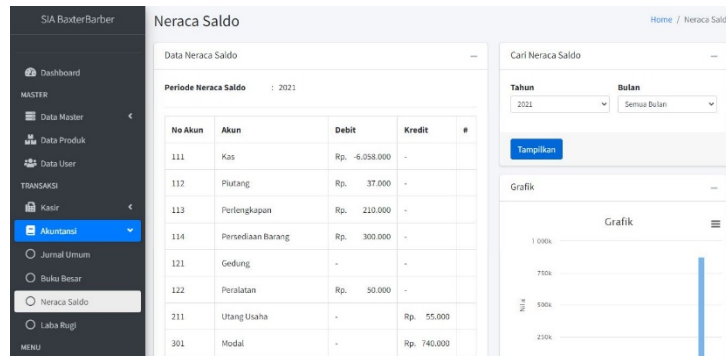 SIA BaxterBarber
Dashboard
MASTER
Data Master
Data Produk
Data User
TRANSAKSI
Kasir
Akuntansi
Jurnal Umum
Buku Besar
Neraca Saldo
Laba Rugi
MENU
Neraca Saldo
Home / Neraca Sald
Data Neraca Saldo
Periode Neraca Saldo : 2021
No Akun Akun Debit Kredit #
111 Kas Rp. -6.058.000 -
112 Piutang Rp. 37.000 -
113 Perlengkapan Rp. 210.000 -
114 Persediaan Barang Rp. 300.000 -
121 Gedung - -
122 Peralatan Rp. 50.000 -
211 Utang Usaha - Rp. 55.000
301 Modal - Rp. 740.000
Cari Neraca Saldo
Tahun Bulan
2021 Semua Bulan
Tampilkan
Grafik
Grafik
1 000k
750k
500k
250k